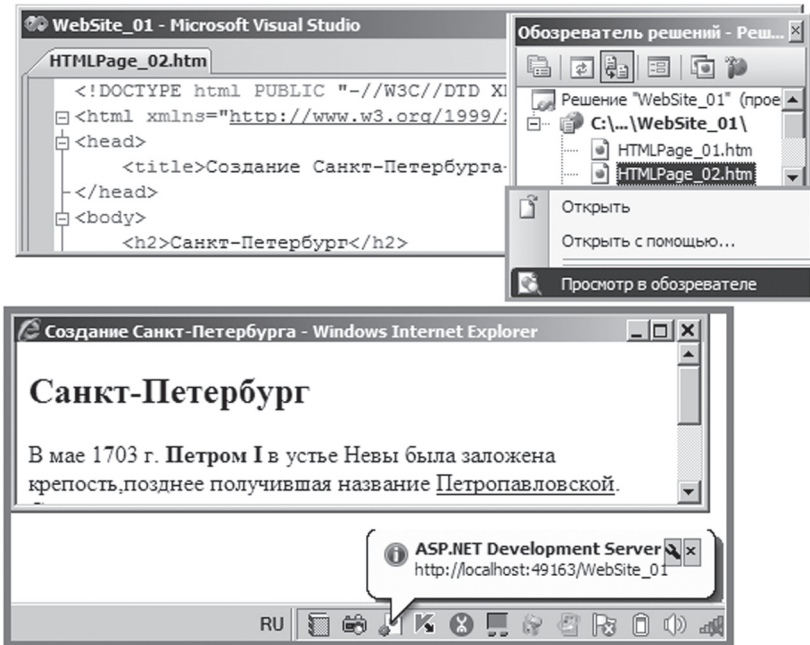 WebSite_01 - Microsoft Visual Studio
HTMLPage_02.htm
<!DOCTYPE html PUBLIC "-//W3C//DTD X
<html xmlns="http://www.w3.org/1999/
<head>
<title>Создание Санкт-Петербурга
</head>
<body>
<h2>Санкт-Петербург</h2>
Обозреватель решений - Реш...
Решение "WebSite_01" (прое
C:\...\WebSite_01\
HTMLPage_01.htm
HTMLPage_02.htm
Открыть
Открыть с помощью...
Просмотр в обозревателе
Создание Санкт-Петербурга - Windows Internet Explorer
Санкт-Петербург
В мае 1703 г. Петром I в устье Невы была заложена
крепость,позднее получившая название Петропавловской.
ASP.NET Development Server
http://localhost:49163/WebSite_01
RU